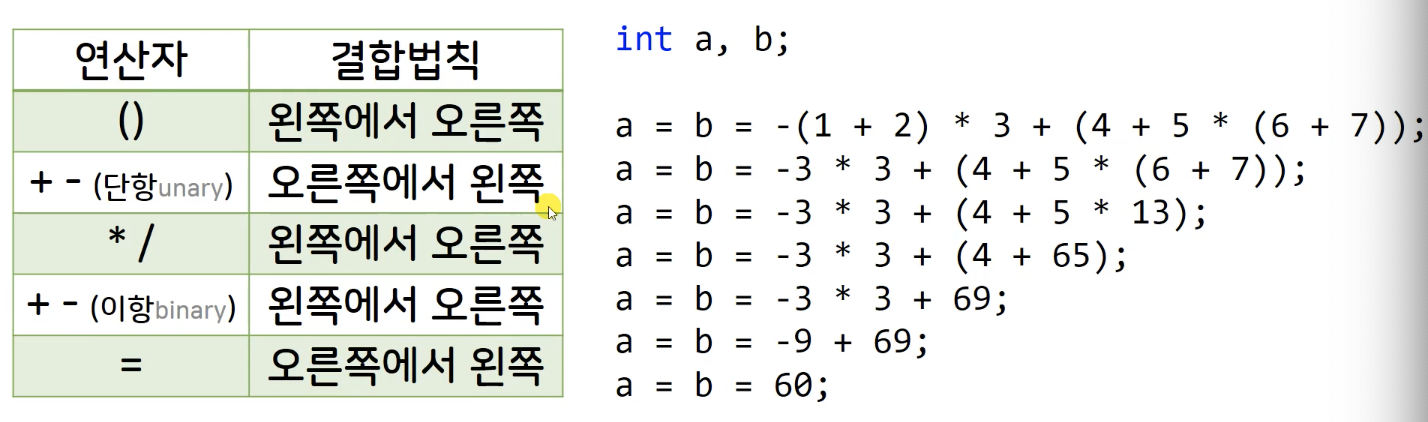 연산자 결합법칙
() 왼쪽에서 오른쪽
+ - (단항unary) 오른쪽에서 왼쪽
* / 왼쪽에서 오른쪽
+ - (이항binary) 왼쪽에서 오른쪽
= 오른쪽에서 왼쪽
int a, b;
a = b = -(1 + 2) * 3 + (4 + 5 * (6 + 7));
a = b = -3 * 3 + (4 + 5 * (6 + 7));
a = b = -3 * 3 + (4 + 5 * 13);
a = b = -3 * 3 + (4 + 65);
a = b = -3 * 3 + 69;
a = b = -9 + 69;
a = b = 60;